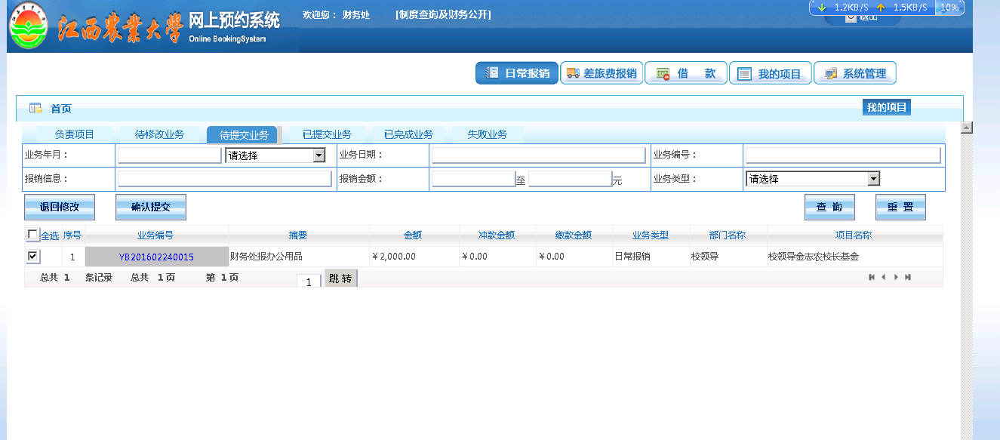 江西农业大学 网上预约系统 欢迎您： 财务处 [制度查询及财务公开] 1.2KB/S 1.5KB/S 10%
Online BookingSystem 退出
日常报销 差旅费报销 借 款 我的项目 系统管理
首页 我的项目
负责项目 待修改业务 待提交业务 已提交业务 已完成业务 失败业务
业务年月： 请选择 业务日期： 业务编号：
报销信息： 报销金额： 至 元 业务类型： 请选择
退回修改 确认提交 查 询 重 置
全选 序号 业务编号 摘要 金额 冲款金额 缴款金额 业务类型 部门名称 项目名称
1 YB201602240015 财务处报办公用品 ￥2,000.00 ￥0.00 ￥0.00 日常报销 校领导 校领导金志农校长基金
总共 1 条记录 总共 1 页 第 1 页 1 跳 转